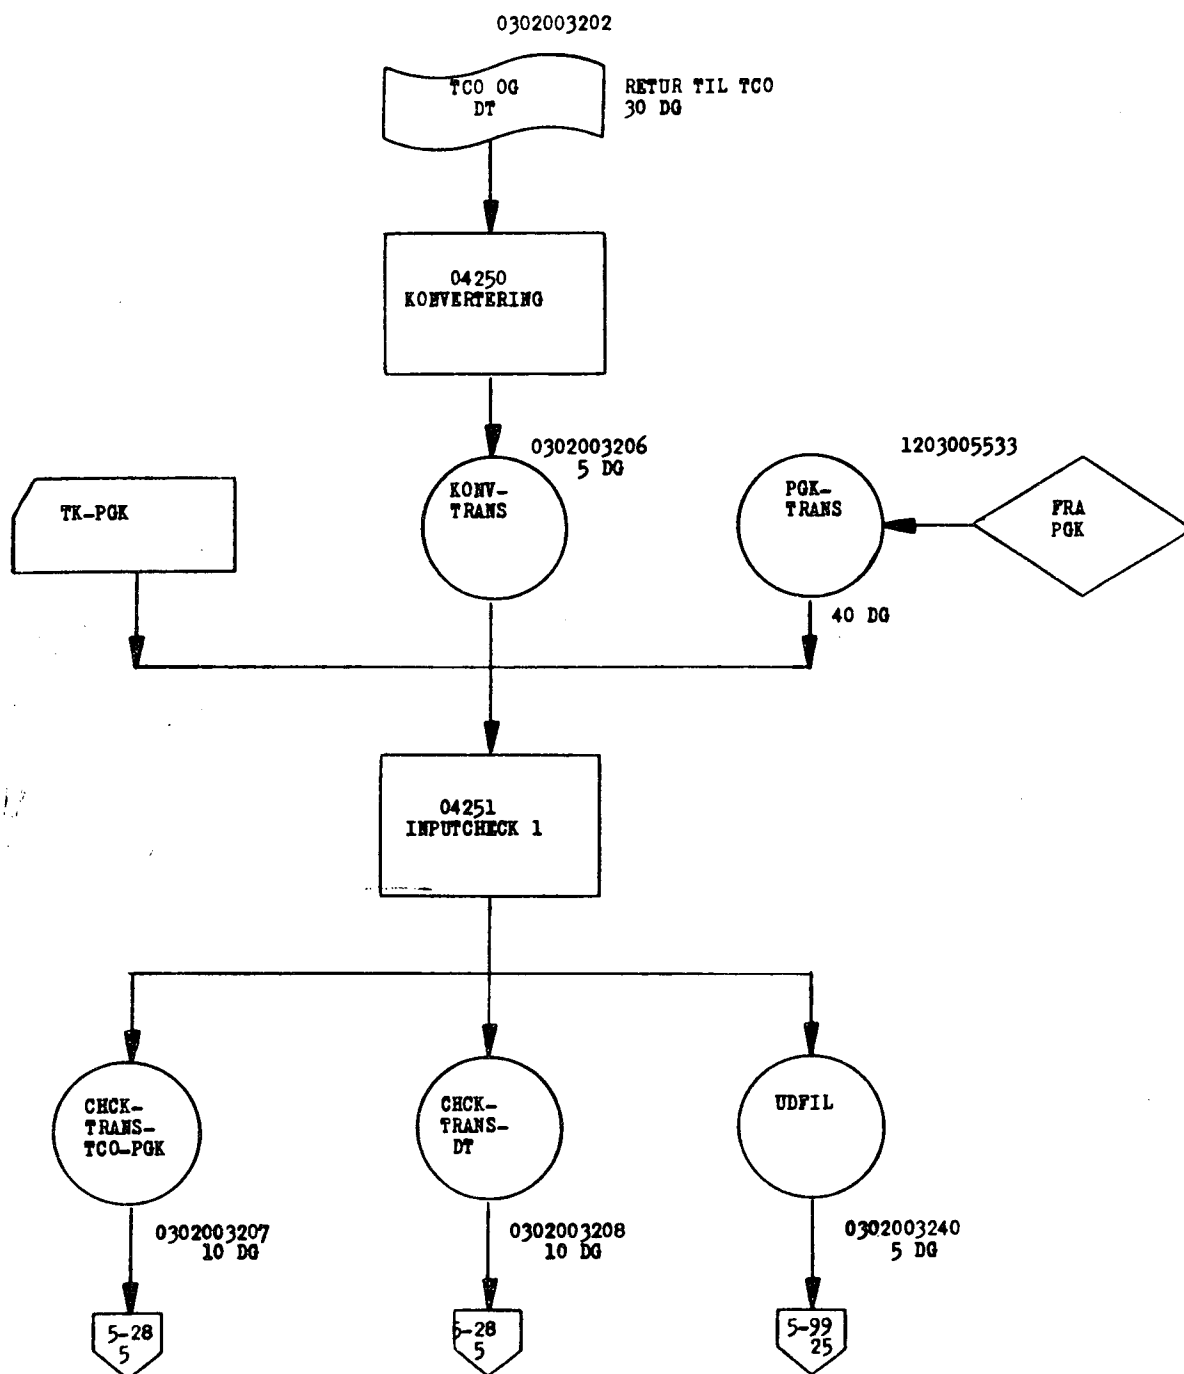 0302003202
TCO OG
DT
RETUR TIL TCO
30 DG
04250
KONVERTERING
0302003206
5 DG
1203005533
TK-PGK
KONV-
TRANS
PGK-
TRANS
FRA
PGK
40 DG
04251
INPUTCHECK 1
CHCK-
TRANS-
TCO-PGK
CHCK-
TRANS-
DT
UDFIL
0302003207
10 DG
0302003208
10 DG
0302003240
5 DG
5-28
5
5-28
5
5-99
25